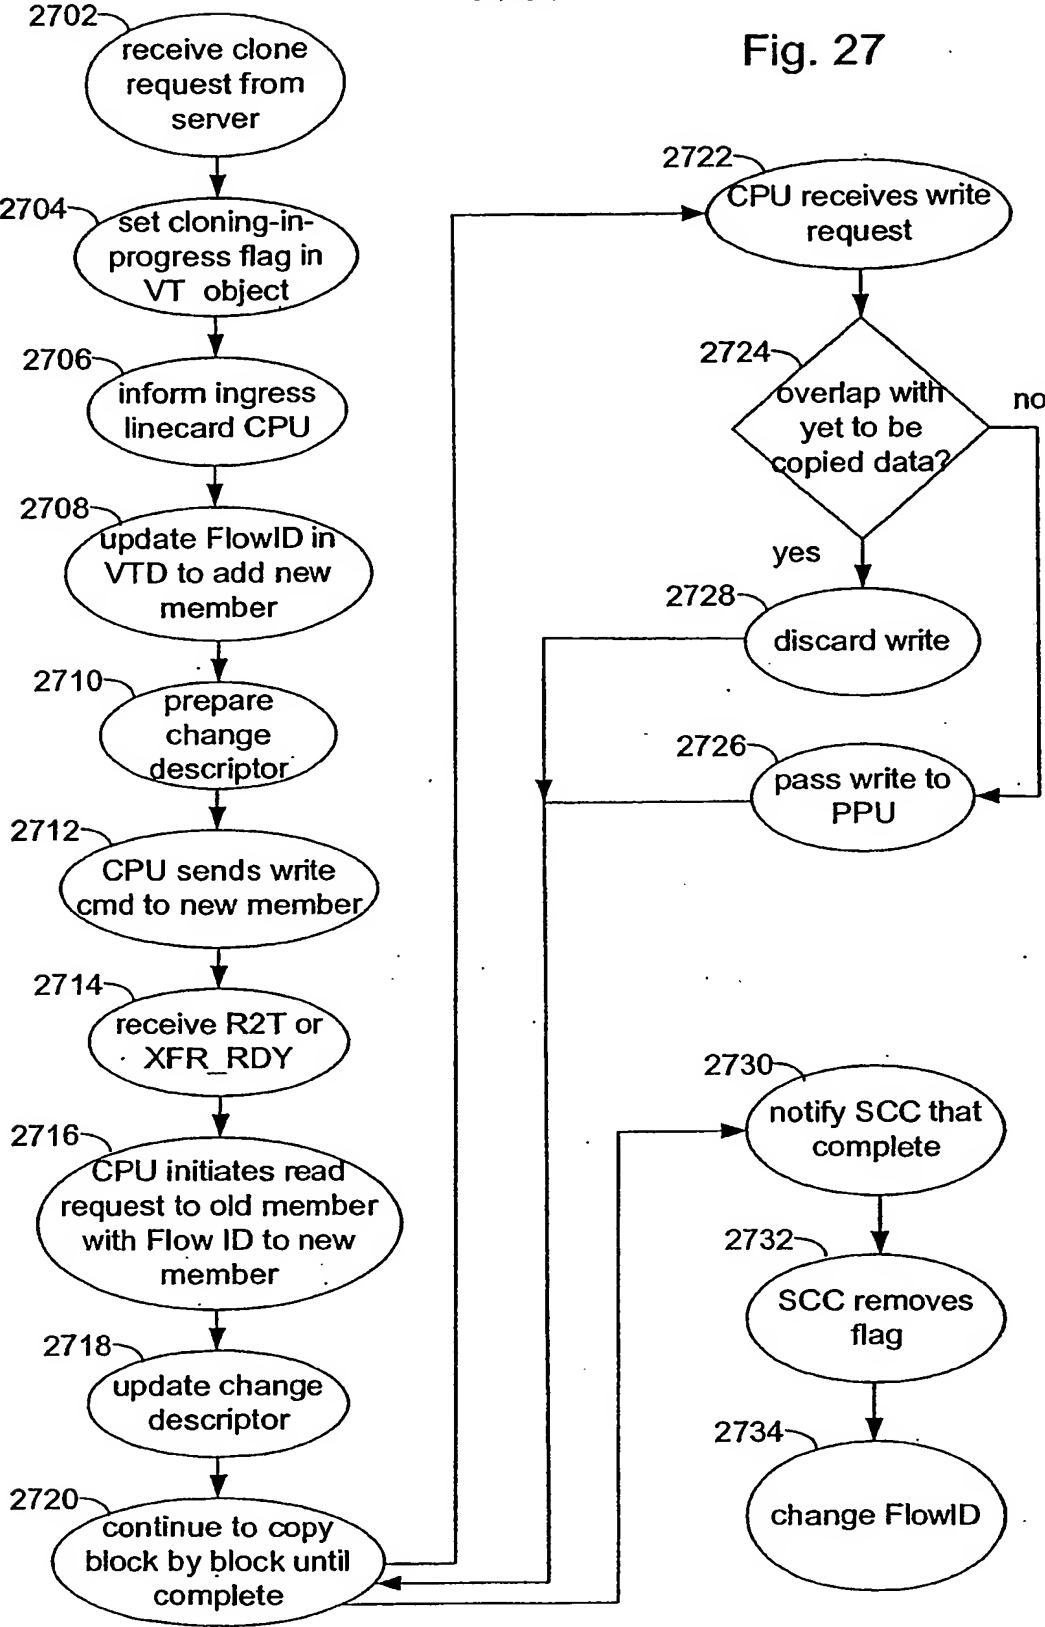 Fig. 27
2702
receive clone
request from
server
2704
set cloning-in-
progress flag in
VT object
2706
inform ingress
linecard CPU
2708
update FlowID in
VTD to add new
member
2710
prepare
change
descriptor
2712
CPU sends write
cmd to new member
2714
receive R2T or
XFR_RDY
2716
CPU initiates read
request to old member
with Flow ID to new
member
2718
update change
descriptor
2720
continue to copy
block by block until
complete
2722
CPU receives write
request
2724
overlap with
yet to be
copied data?
no
yes
2728
discard write
2726
pass write to
PPU
2730
notify SCC that
complete
2732
SCC removes
flag
2734
change FlowID